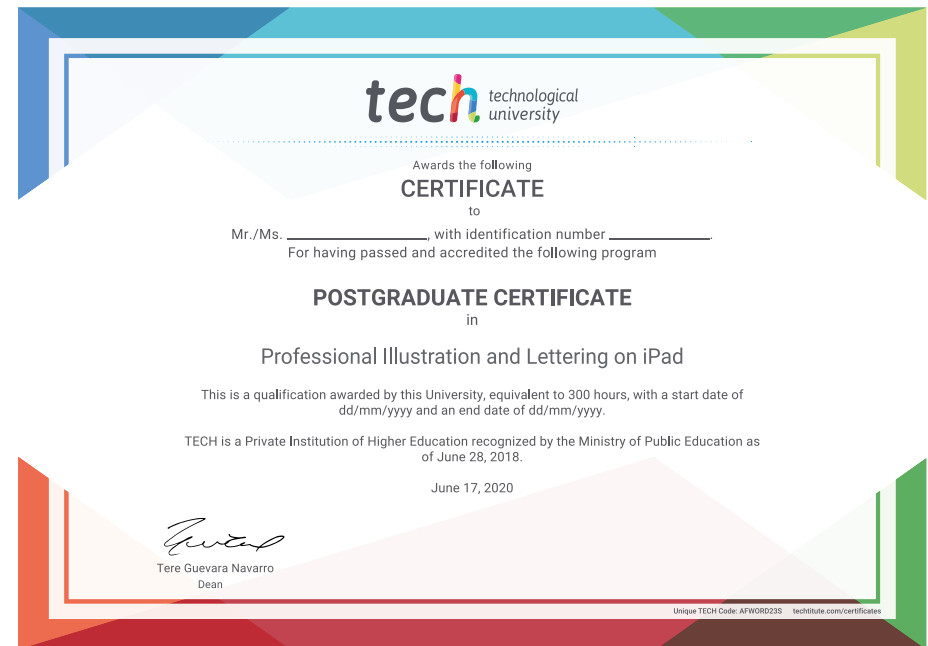 tech technological
university
Awards the following
CERTIFICATE
to
Mr./Ms. ____________________, with identification number ______________.
For having passed and accredited the following program
POSTGRADUATE CERTIFICATE
in
Professional Illustration and Lettering on iPad
This is a qualification awarded by this University, equivalent to 300 hours, with a start date of
dd/mm/yyyy and an end date of dd/mm/yyyy.
TECH is a Private Institution of Higher Education recognized by the Ministry of Public Education as
of June 28, 2018.
June 17, 2020
Tere Guevara Navarro
Dean
Unique TECH Code: AFWORD23S techtitute.com/certificates